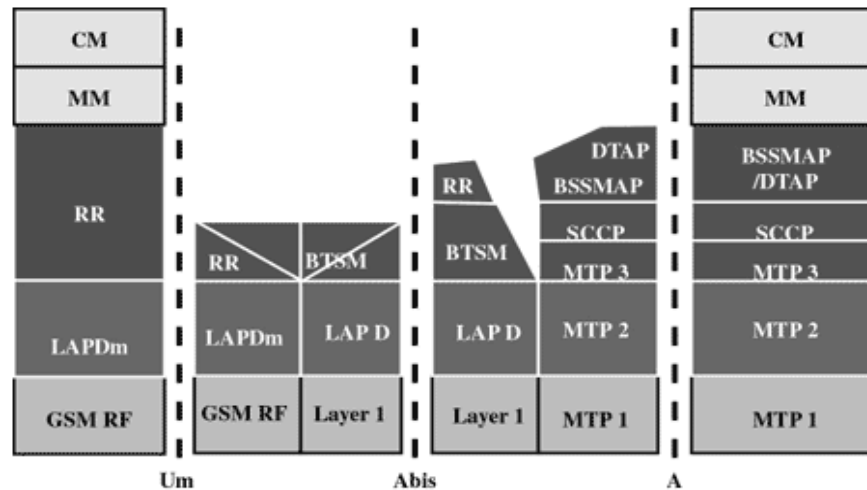 CM
MM
RR
LAPDm
GSM RF
RR
BTSM
LAPDm
LAP D
GSM RF
Layer 1
RR
BTSM
LAP D
Layer 1
DTAP
BSSMAP
SCCP
MTP 3
MTP 2
MTP 1
CM
MM
BSSMAP
/DTAP
SCCP
MTP 3
MTP 2
MTP 1
Um
Abis
A